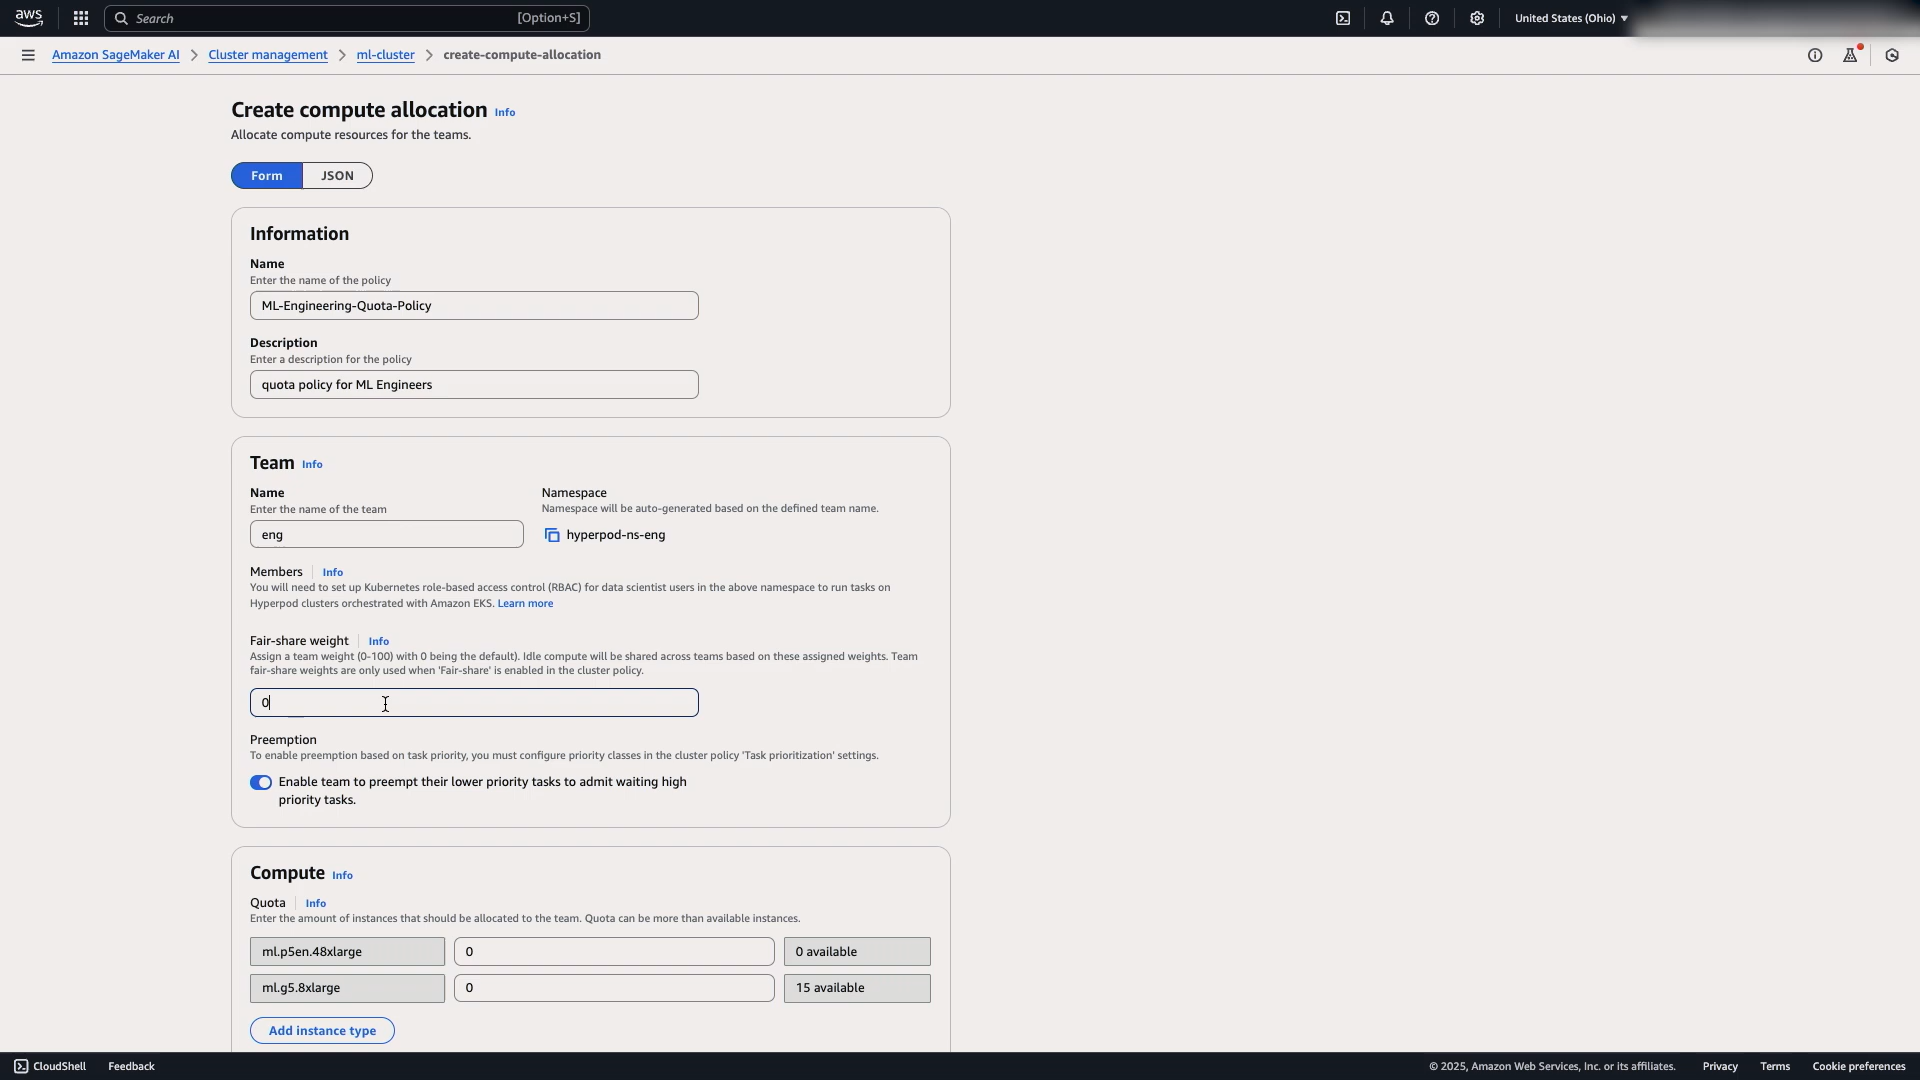 aws
Search [Option+S] United States (Ohio)
Amazon SageMaker AI Cluster management ml-cluster create-compute-allocation
Create compute allocation Info
Allocate compute resources for the teams.
Form JSON
Information
Name
Enter the name of the policy
ML-Engineering-Quota-Policy
Description
Enter a description for the policy
quota policy for ML Engineers
Team Info
Name
Enter the name of the team
eng
Namespace
Namespace will be auto-generated based on the defined team name.
hyperpod-ns-eng
Members Info
You will need to set up Kubernetes role-based access control (RBAC) for data scientist users in the above namespace to run tasks on
Hyperpod clusters orchestrated with Amazon EKS. Learn more
Fair-share weight Info
Assign a team weight (0-100) with 0 being the default). Idle compute will be shared across teams based on these assigned weights. Team
fair-share weights are only used when 'Fair-share' is enabled in the cluster policy.
0
Preemption
To enable preemption based on task priority, you must configure priority classes in the cluster policy 'Task prioritization' settings.
Enable team to preempt their lower priority tasks to admit waiting high
priority tasks.
Compute Info
Quota Info
Enter the amount of instances that should be allocated to the team. Quota can be more than available instances.
ml.p5en.48xlarge 0 0 available
ml.g5.8xlarge 0 15 available
Add instance type
CloudShell Feedback © 2025, Amazon Web Services, Inc. or its affiliates. Privacy Terms Cookie preferences